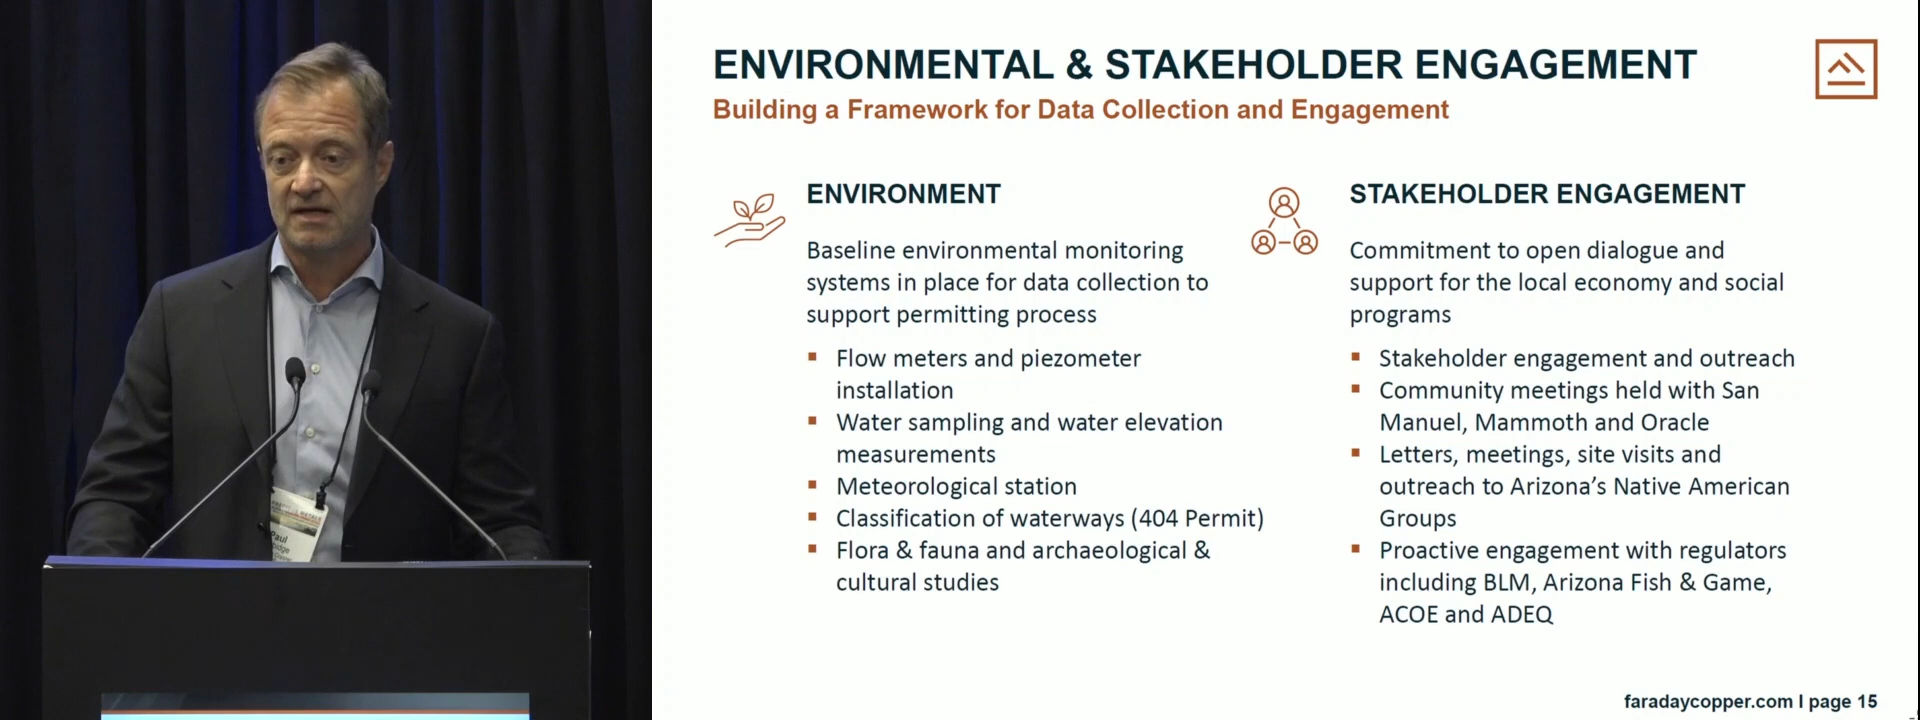 ENVIRONMENTAL & STAKEHOLDER ENGAGEMENT
Building a Framework for Data Collection and Engagement
ENVIRONMENT
Baseline environmental monitoring
systems in place for data collection to
support permitting process
Flow meters and piezometer
installation
Water sampling and water elevation
measurements
Meteorological station
Classification of waterways (404 Permit)
Flora & fauna and archaeological &
cultural studies
STAKEHOLDER ENGAGEMENT
Commitment to open dialogue and
support for the local economy and social
programs
Stakeholder engagement and outreach
Community meetings held with San
Manuel, Mammoth and Oracle
Letters, meetings, site visits and
outreach to Arizona’s Native American
Groups
Proactive engagement with regulators
including BLM, Arizona Fish & Game,
ACOE and ADEQ
faradaycopper.com I page 15
Paul